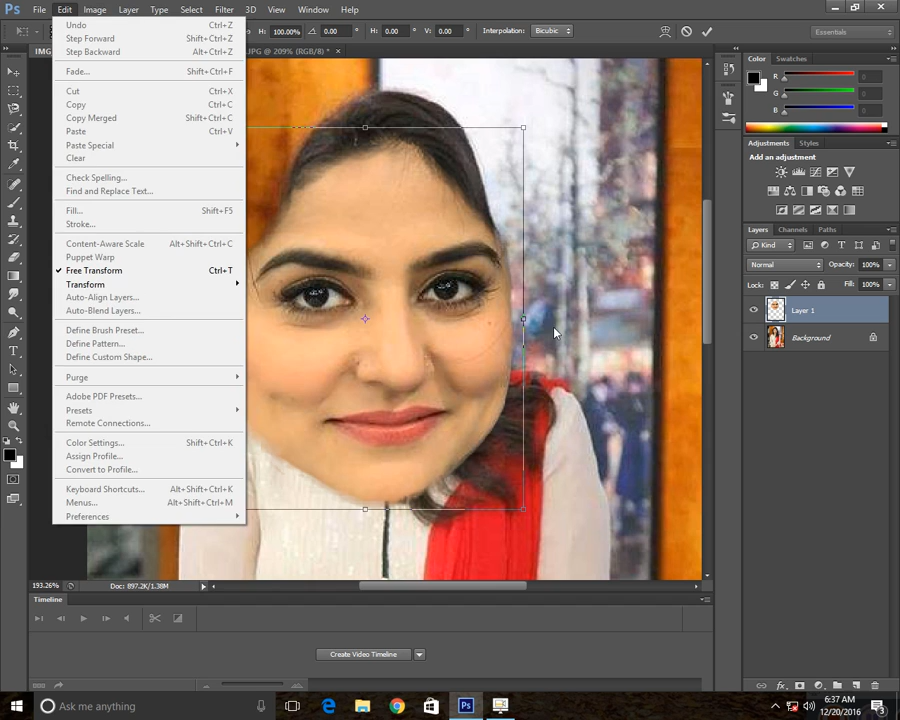 Ps File Edit Image Layer Type Select Filter 3D View Window Help
100.00% 0.00 H: 0.00 V: 0.00 Interpolation: Bicubic Essentials
IMG JPG @ 209% (RGB/8) * ×
Undo Ctrl+Z
Step Forward Shift+Ctrl+Z
Step Backward Alt+Ctrl+Z
Fade... Shift+Ctrl+F
Cut Ctrl+X
Copy Ctrl+C
Copy Merged Shift+Ctrl+C
Paste Ctrl+V
Paste Special
Clear
Check Spelling...
Find and Replace Text...
Fill... Shift+F5
Stroke...
Content-Aware Scale Alt+Shift+Ctrl+C
Puppet Warp
Free Transform Ctrl+T
Transform
Auto-Align Layers...
Auto-Blend Layers...
Define Brush Preset...
Define Pattern...
Define Custom Shape...
Purge
Adobe PDF Presets...
Presets
Remote Connections...
Color Settings... Shift+Ctrl+K
Assign Profile...
Convert to Profile...
Keyboard Shortcuts... Alt+Shift+Ctrl+K
Menus... Alt+Shift+Ctrl+M
Preferences
Color Swatches
R 0
G 0
B 0
Adjustments Styles
Add an adjustment
Layers Channels Paths
Kind
Normal Opacity: 100%
Lock: Fill: 100%
Layer 1
Background
193.26% Doc: 897.2K/1.38M
Timeline
Create Video Timeline
Ask me anything
6:37 AM
12/20/2016
3